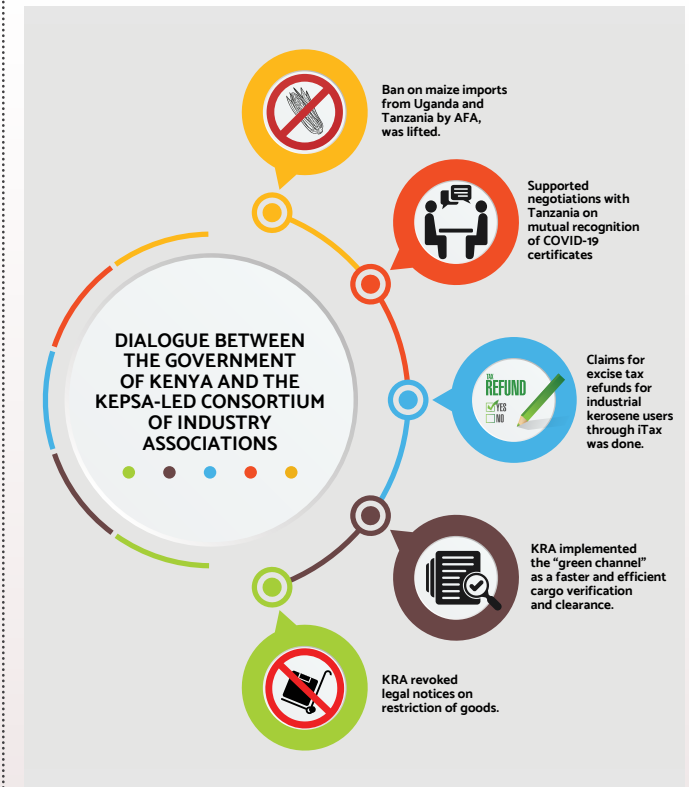 Ban on maize imports
from Uganda and
Tanzania by AFA,
was lifted.
Supported
negotiations with
Tanzania on
mutual recognition
of COVID-19
certificates
DIALOGUE BETWEEN
THE GOVERNMENT
OF KENYA AND THE
KEPSA-LED CONSORTIUM
OF INDUSTRY
ASSOCIATIONS
TAX
REFUND
YES
NO
Claims for
excise tax
refunds for
industrial
kerosene users
through iTax
was done.
KRA implemented
the “green channel”
as a faster and efficient
cargo verification
and clearance.
KRA revoked
legal notices on
restriction of goods.